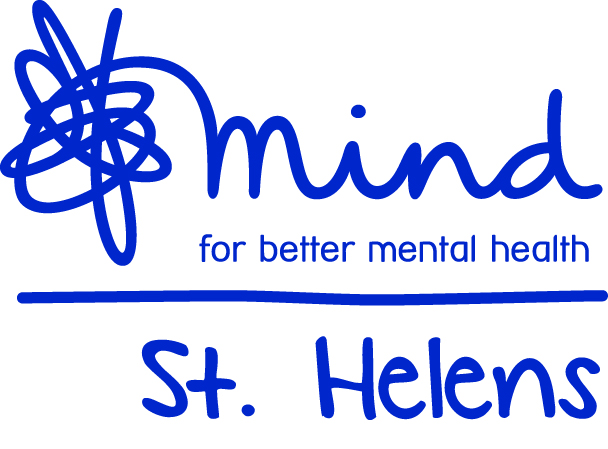 mind
for better mental health
St. Helens